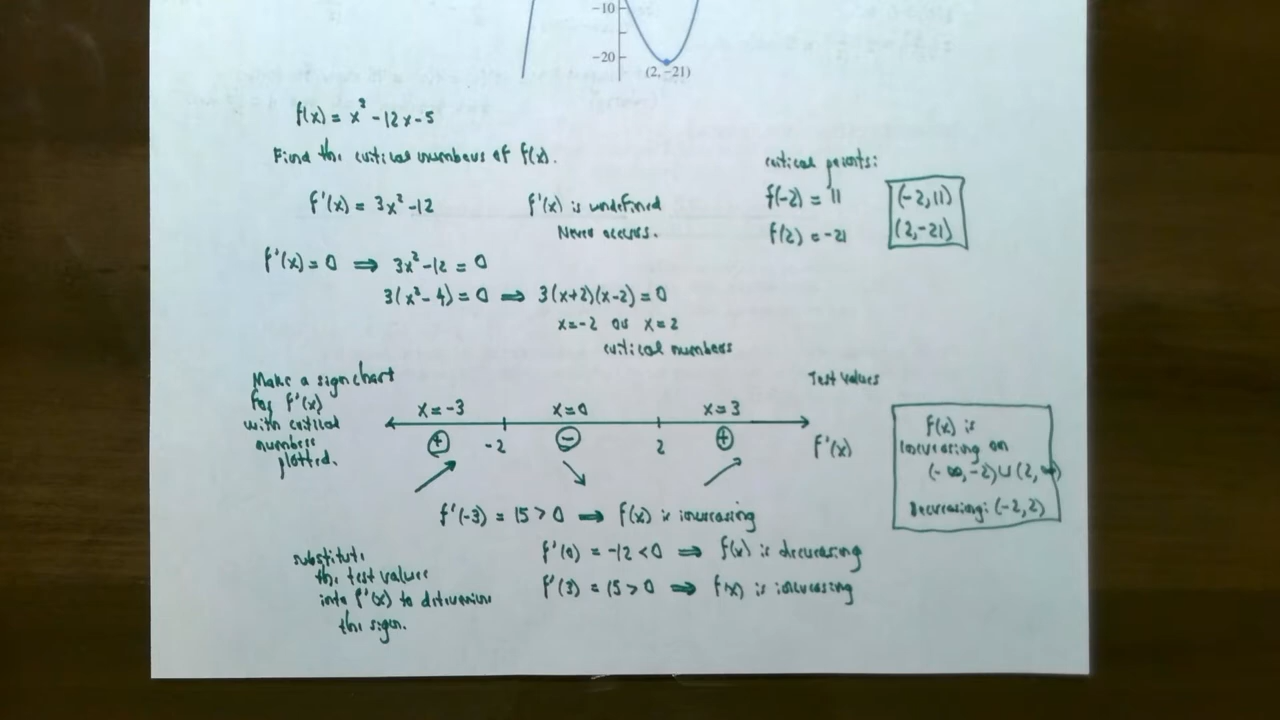 -10
-20
(2, -21)
f(x) = x³ - 12x - 5
Find the critical numbers of f(x).
f'(x) = 3x² - 12
f'(x) is undefined
Never occurs.
critical points:
f(-2) = 11
f(2) = -21
(-2, 11)
(2, -21)
f'(x) = 0 ⇒ 3x² - 12 = 0
3(x² - 4) = 0 ⇒ 3(x+2)(x-2) = 0
x = -2 or x = 2
critical numbers
Make a sign chart
for f'(x)
with critical
numbers
plotted.
Test values
x = -3 x = 0 x = 3
+ -2 - 2 + f'(x)
f(x) is
increasing on
(-∞, -2) ∪ (2, ∞)
Decreasing: (-2, 2)
f'(-3) = 15 > 0 ⇒ f(x) is increasing
f'(0) = -12 < 0 ⇒ f(x) is decreasing
f'(3) = 15 > 0 ⇒ f(x) is increasing
substitute
the test values
into f'(x) to determine
the sign.